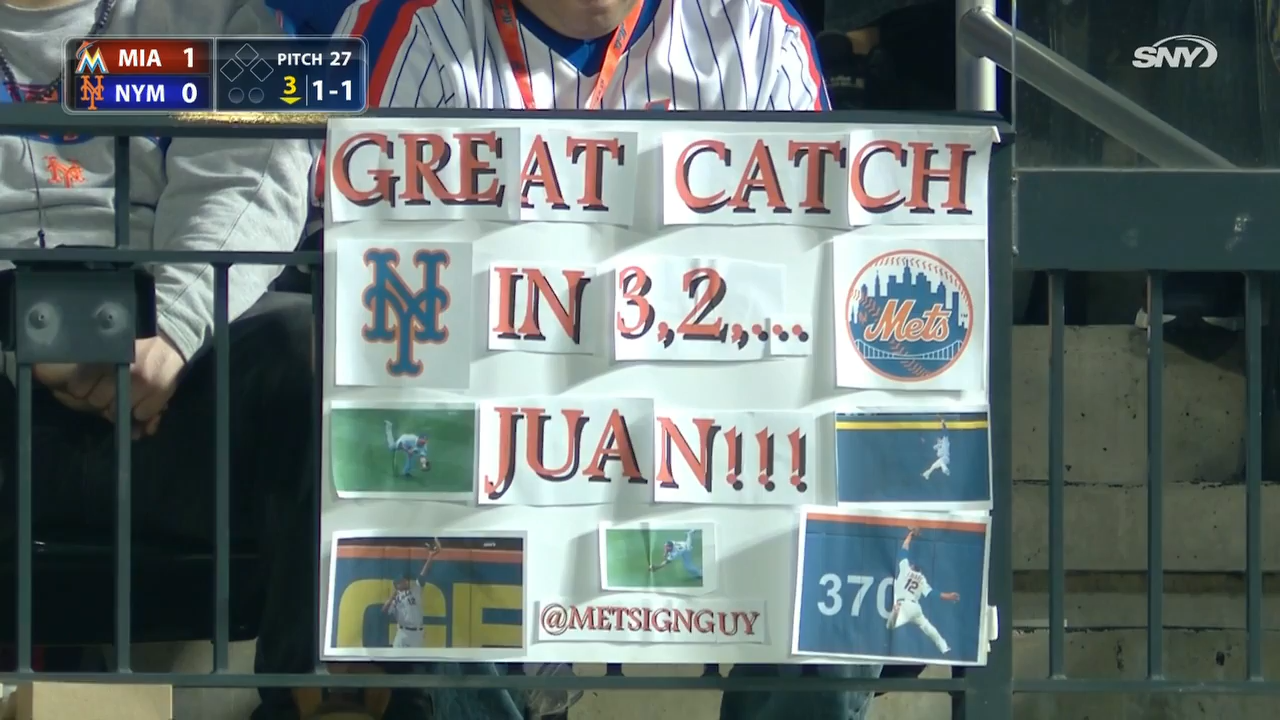 MIA 1
NYM 0
PITCH 27
3 1-1
SNY
GREAT CATCH
IN 3,2,...
Mets
JUAN!!!
370
12
GE
@METSIGNGUY